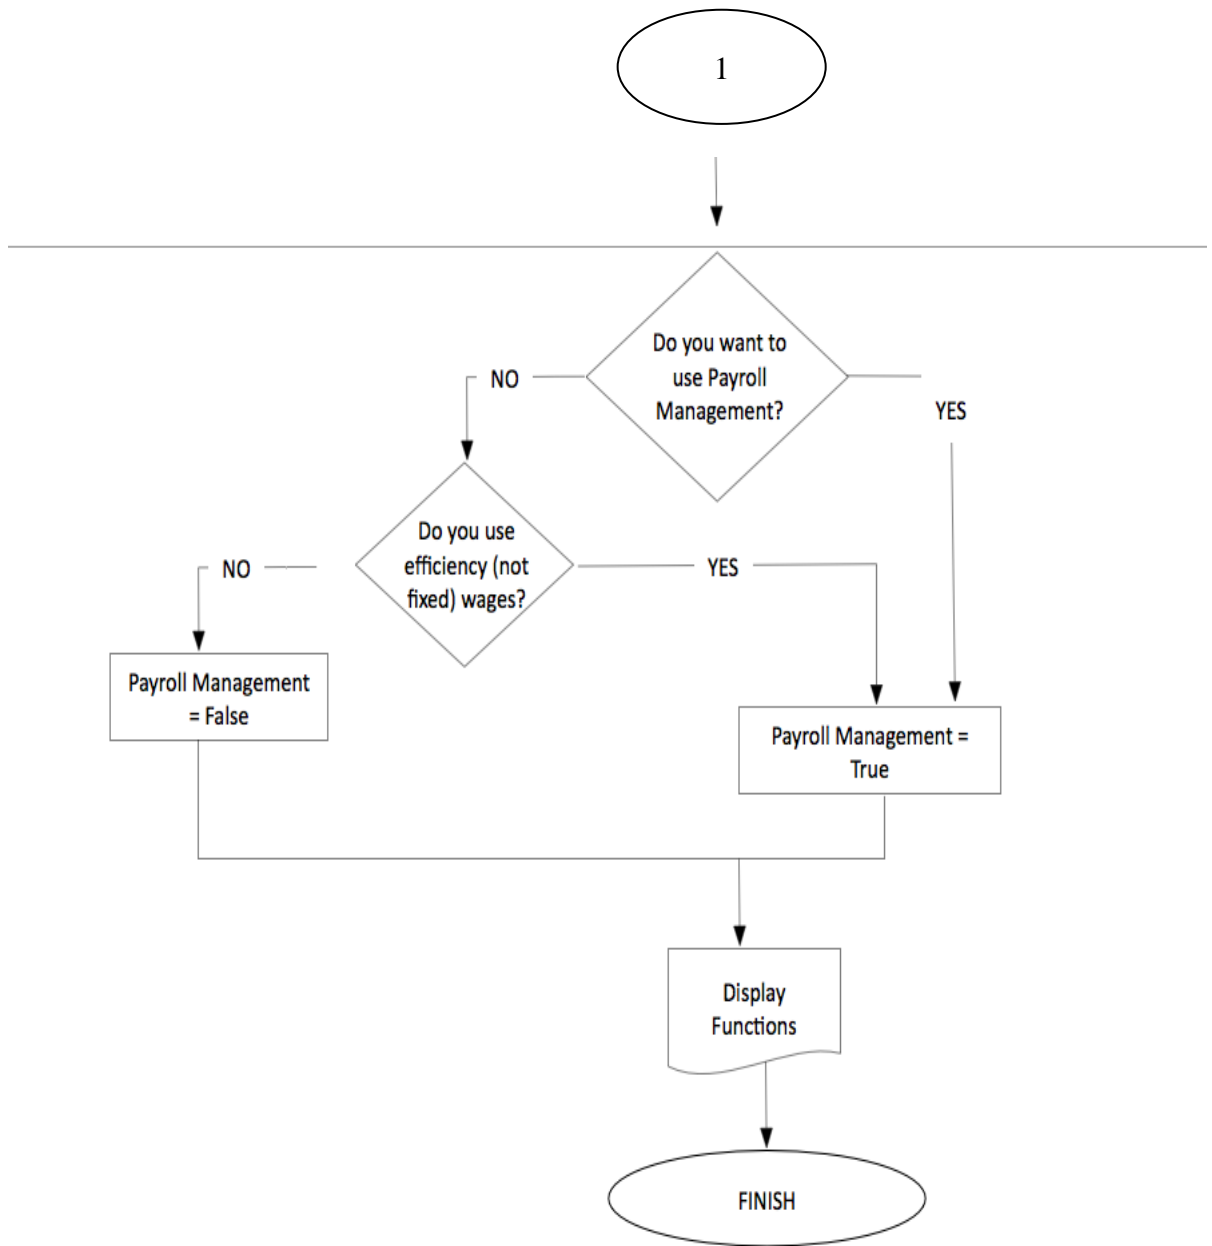 1
Do you want to
use Payroll
Management?
NO
YES
Do you use
efficiency (not
fixed) wages?
NO
YES
Payroll Management
= False
Payroll Management =
True
Display
Functions
FINISH